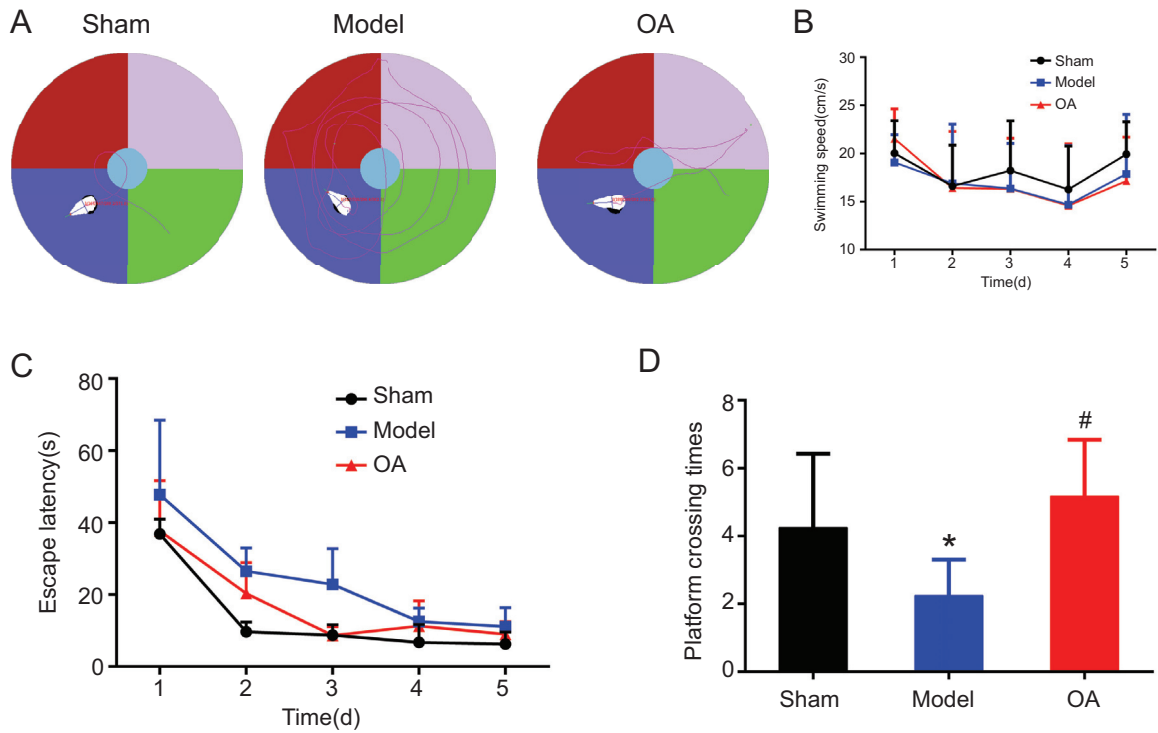 A
Sham
Model
OA
B
Swimming speed(cm/s)
30
25
20
15
10
Sham
Model
OA
1 2 3 4 5
Time(d)
C
Escape latency(s)
80
60
40
20
0
Sham
Model
OA
1 2 3 4 5
Time(d)
D
Platform crossing times
8
6
4
2
0
*
#
Sham Model OA